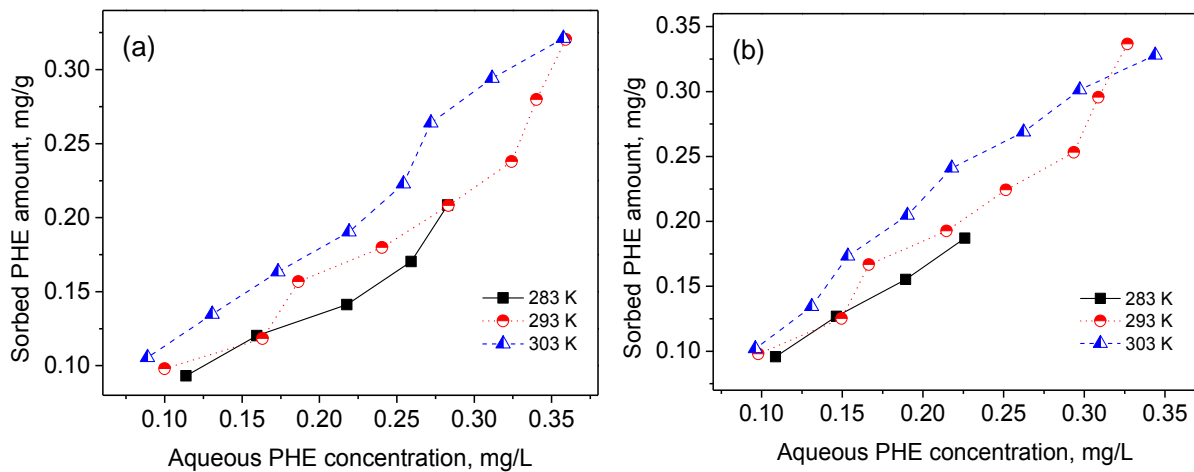 (a)
Sorbed PHE amount, mg/g
0.30
0.25
0.20
0.15
0.10
283 K
293 K
303 K
0.10 0.15 0.20 0.25 0.30 0.35
Aqueous PHE concentration, mg/L
(b)
Sorbed PHE amount, mg/g
0.35
0.30
0.25
0.20
0.15
0.10
283 K
293 K
303 K
0.10 0.15 0.20 0.25 0.30 0.35
Aqueous PHE concentration, mg/L